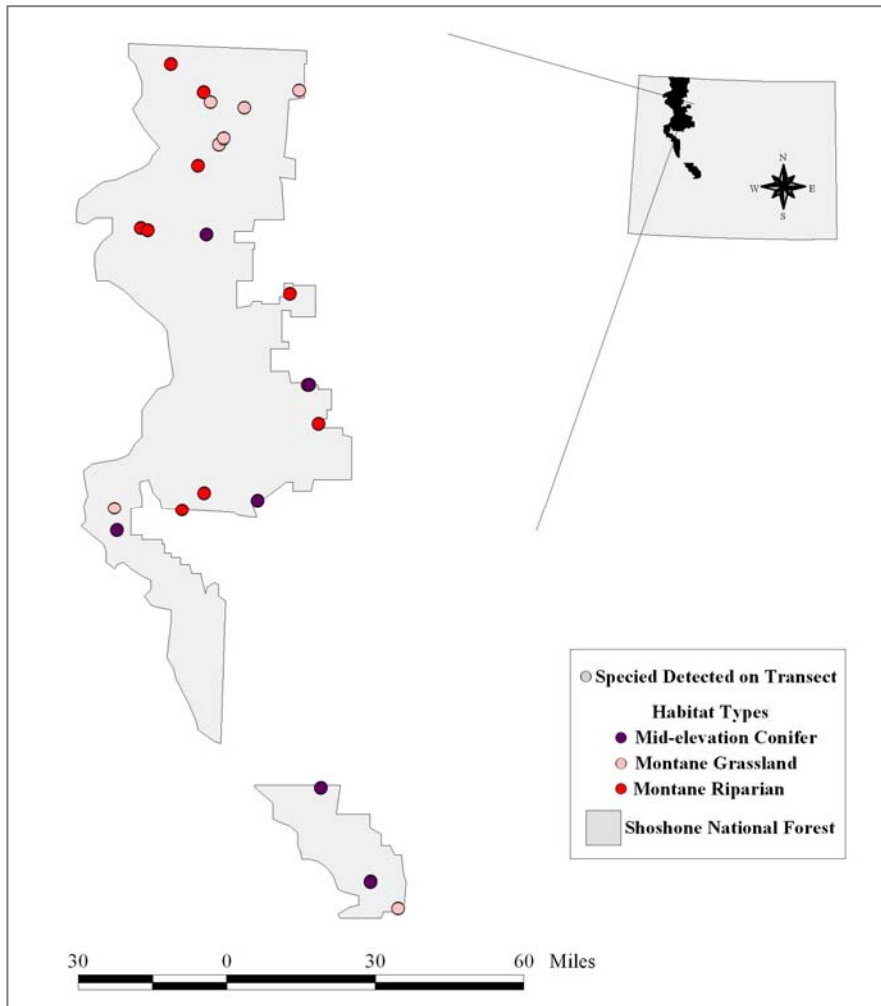 N
W E
S
Specied Detected on Transect
Habitat Types
Mid-elevation Conifer
Montane Grassland
Montane Riparian
Shoshone National Forest
30 0 30 60 Miles